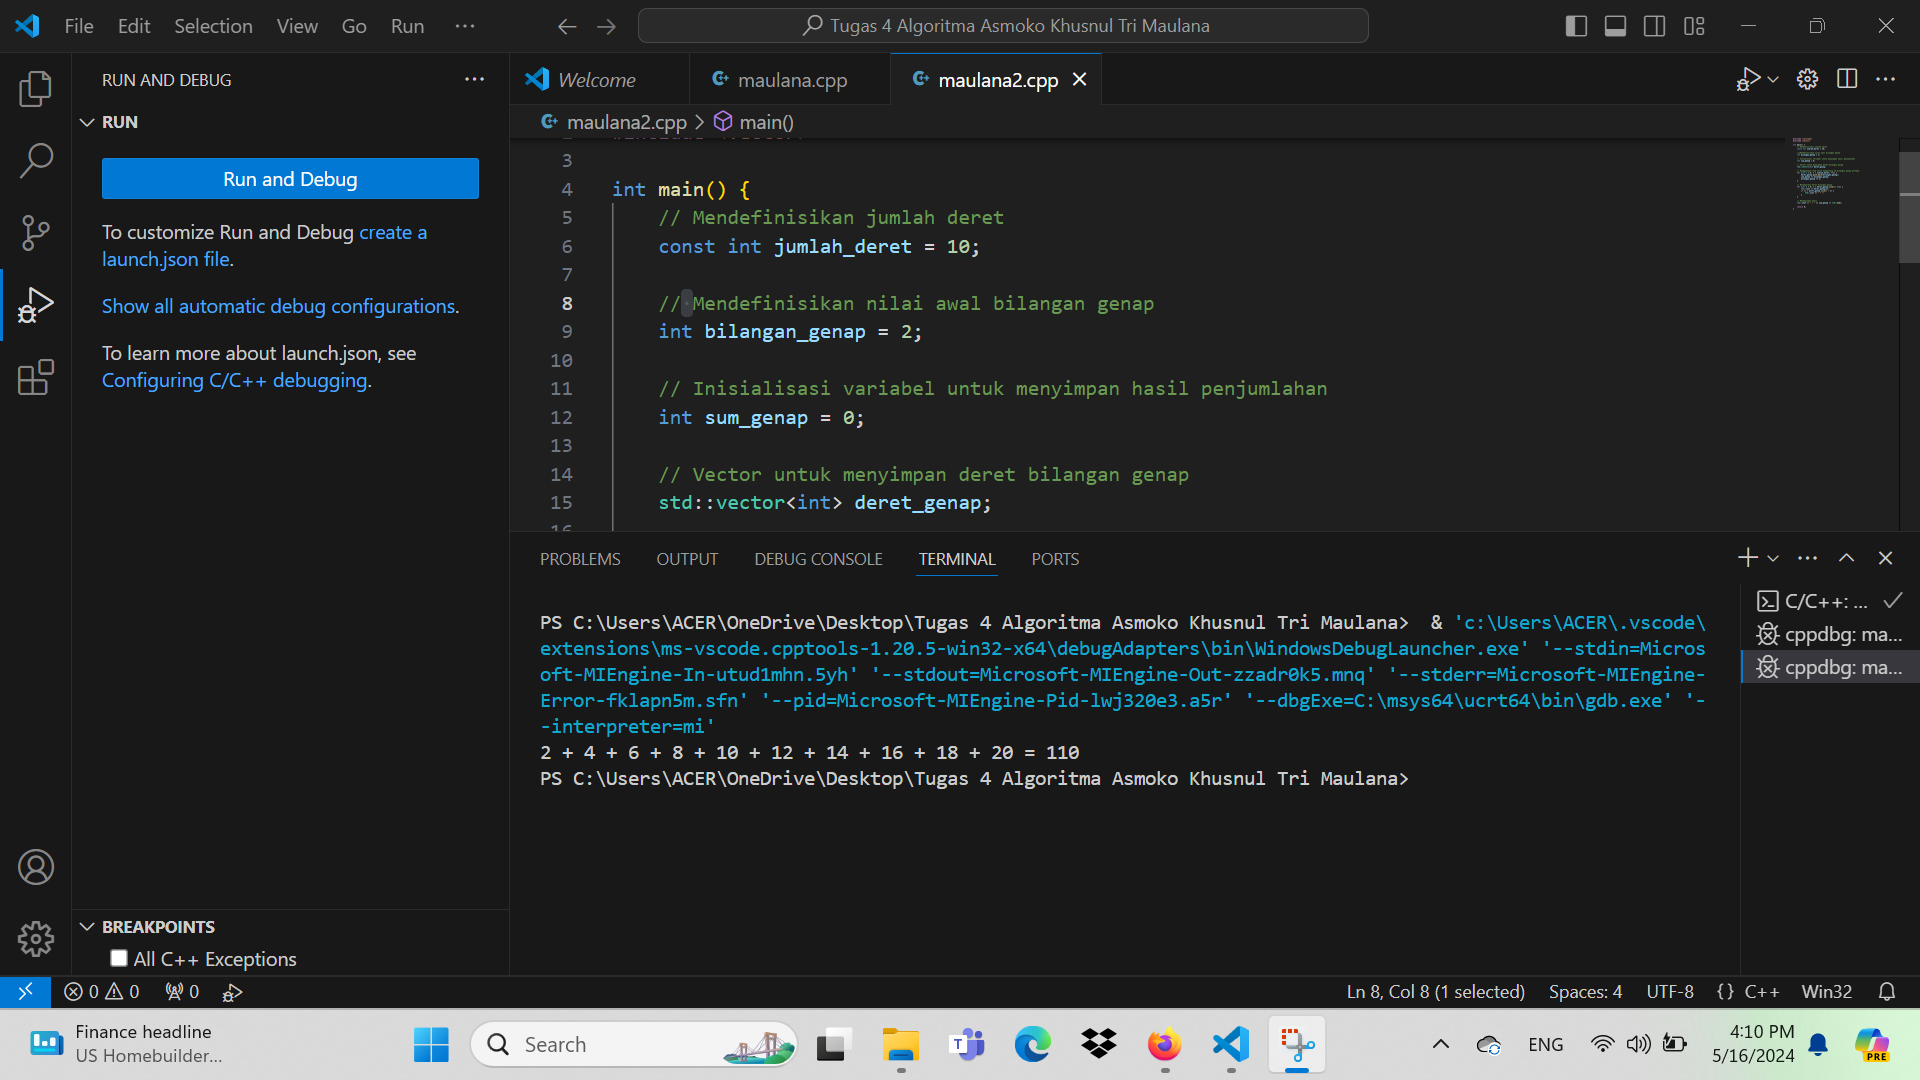 File Edit Selection View Go Run ···
Tugas 4 Algoritma Asmoko Khusnul Tri Maulana
RUN AND DEBUG
RUN
Run and Debug
To customize Run and Debug create a
launch.json file.
Show all automatic debug configurations.
To learn more about launch.json, see
Configuring C/C++ debugging.
BREAKPOINTS
All C++ Exceptions
Welcome
maulana.cpp
maulana2.cpp
maulana2.cpp > main()
3
4 int main() {
5 // Mendefinisikan jumlah deret
6 const int jumlah_deret = 10;
7
8 // Mendefinisikan nilai awal bilangan genap
9 int bilangan_genap = 2;
10
11 // Inisialisasi variabel untuk menyimpan hasil penjumlahan
12 int sum_genap = 0;
13
14 // Vector untuk menyimpan deret bilangan genap
15 std::vector<int> deret_genap;
16
PROBLEMS OUTPUT DEBUG CONSOLE TERMINAL PORTS
PS C:\Users\ACER\OneDrive\Desktop\Tugas 4 Algoritma Asmoko Khusnul Tri Maulana> & 'c:\Users\ACER\.vscode\
extensions\ms-vscode.cpptools-1.20.5-win32-x64\debugAdapters\bin\WindowsDebugLauncher.exe' '--stdin=Micros
oft-MIEngine-In-utud1mhn.5yh' '--stdout=Microsoft-MIEngine-Out-zzadr0k5.mnq' '--stderr=Microsoft-MIEngine-
Error-fklapn5m.sfn' '--pid=Microsoft-MIEngine-Pid-lwj320e3.a5r' '--dbgExe=C:\msys64\ucrt64\bin\gdb.exe' '-
-interpreter=mi'
2 + 4 + 6 + 8 + 10 + 12 + 14 + 16 + 18 + 20 = 110
PS C:\Users\ACER\OneDrive\Desktop\Tugas 4 Algoritma Asmoko Khusnul Tri Maulana>
C/C++: ...
cppdbg: ma...
cppdbg: ma...
0 0 0
Ln 8, Col 8 (1 selected) Spaces: 4 UTF-8 {} C++ Win32
Finance headline
US Homebuilder...
Search
ENG
4:10 PM
5/16/2024
PRE